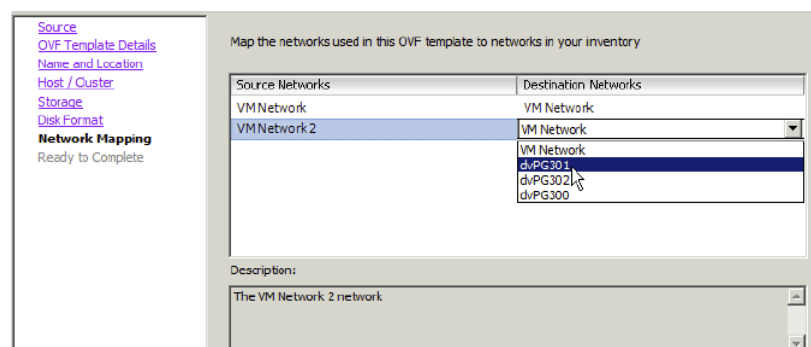 Source
OVF Template Details
Name and Location
Host / Cluster
Storage
Disk Format
Network Mapping
Ready to Complete
Map the networks used in this OVF template to networks in your inventory
Source Networks Destination Networks
VM Network VM Network
VM Network 2 VM Network
VM Network
dvPG301
dvPG302
dvPG300
Description:
The VM Network 2 network